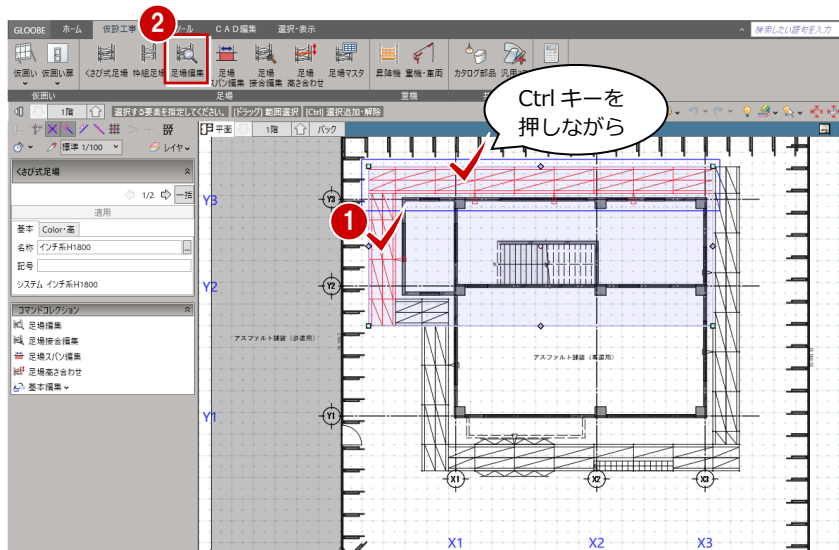 GLOOBE ホーム 仮設工事 ツール CAD編集 選択・表示
検索したい語句を入力
2
仮囲い 仮囲い扉 くさび式足場 枠組足場 足場編集 足場スパン編集 足場接合編集 足場高さ合わせ 足場マスタ 昇降機 重機・車両 カタログ部品
仮囲い 足場 重機
1階 選択する要素を指定してください。 [ドラッグ] 範囲選択 [Ctrl] 選択追加・解除
Ctrl キーを
押しながら
平面 1階 パック
標準 1/100 レイヤ
くさび式足場
1/2 一括
適用
基本 Color・高
名称 インチ系H1800 ...
記号
システム インチ系H1800
コマンドコレクション
足場編集
足場接合編集
足場スパン編集
足場高さ合わせ
基本編集
Y3 Y3
1
Y2 Y2
アスファルト舗装（歩道用）
アスファルト舗装（車道用）
Y1 Y1
X1 X2 X3
X1 X2 X3